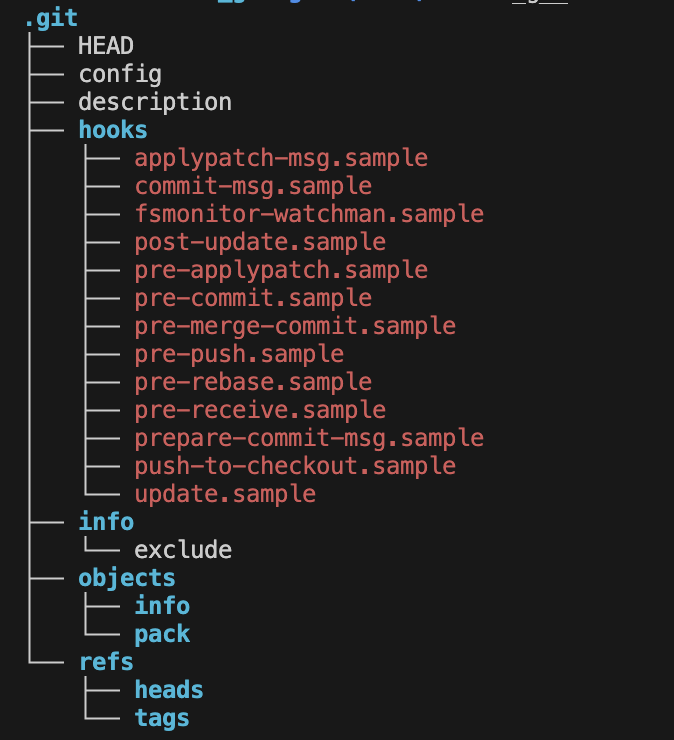 .git
HEAD
config
description
hooks
applypatch-msg.sample
commit-msg.sample
fsmonitor-watchman.sample
post-update.sample
pre-applypatch.sample
pre-commit.sample
pre-merge-commit.sample
pre-push.sample
pre-rebase.sample
pre-receive.sample
prepare-commit-msg.sample
push-to-checkout.sample
update.sample
info
exclude
objects
info
pack
refs
heads
tags